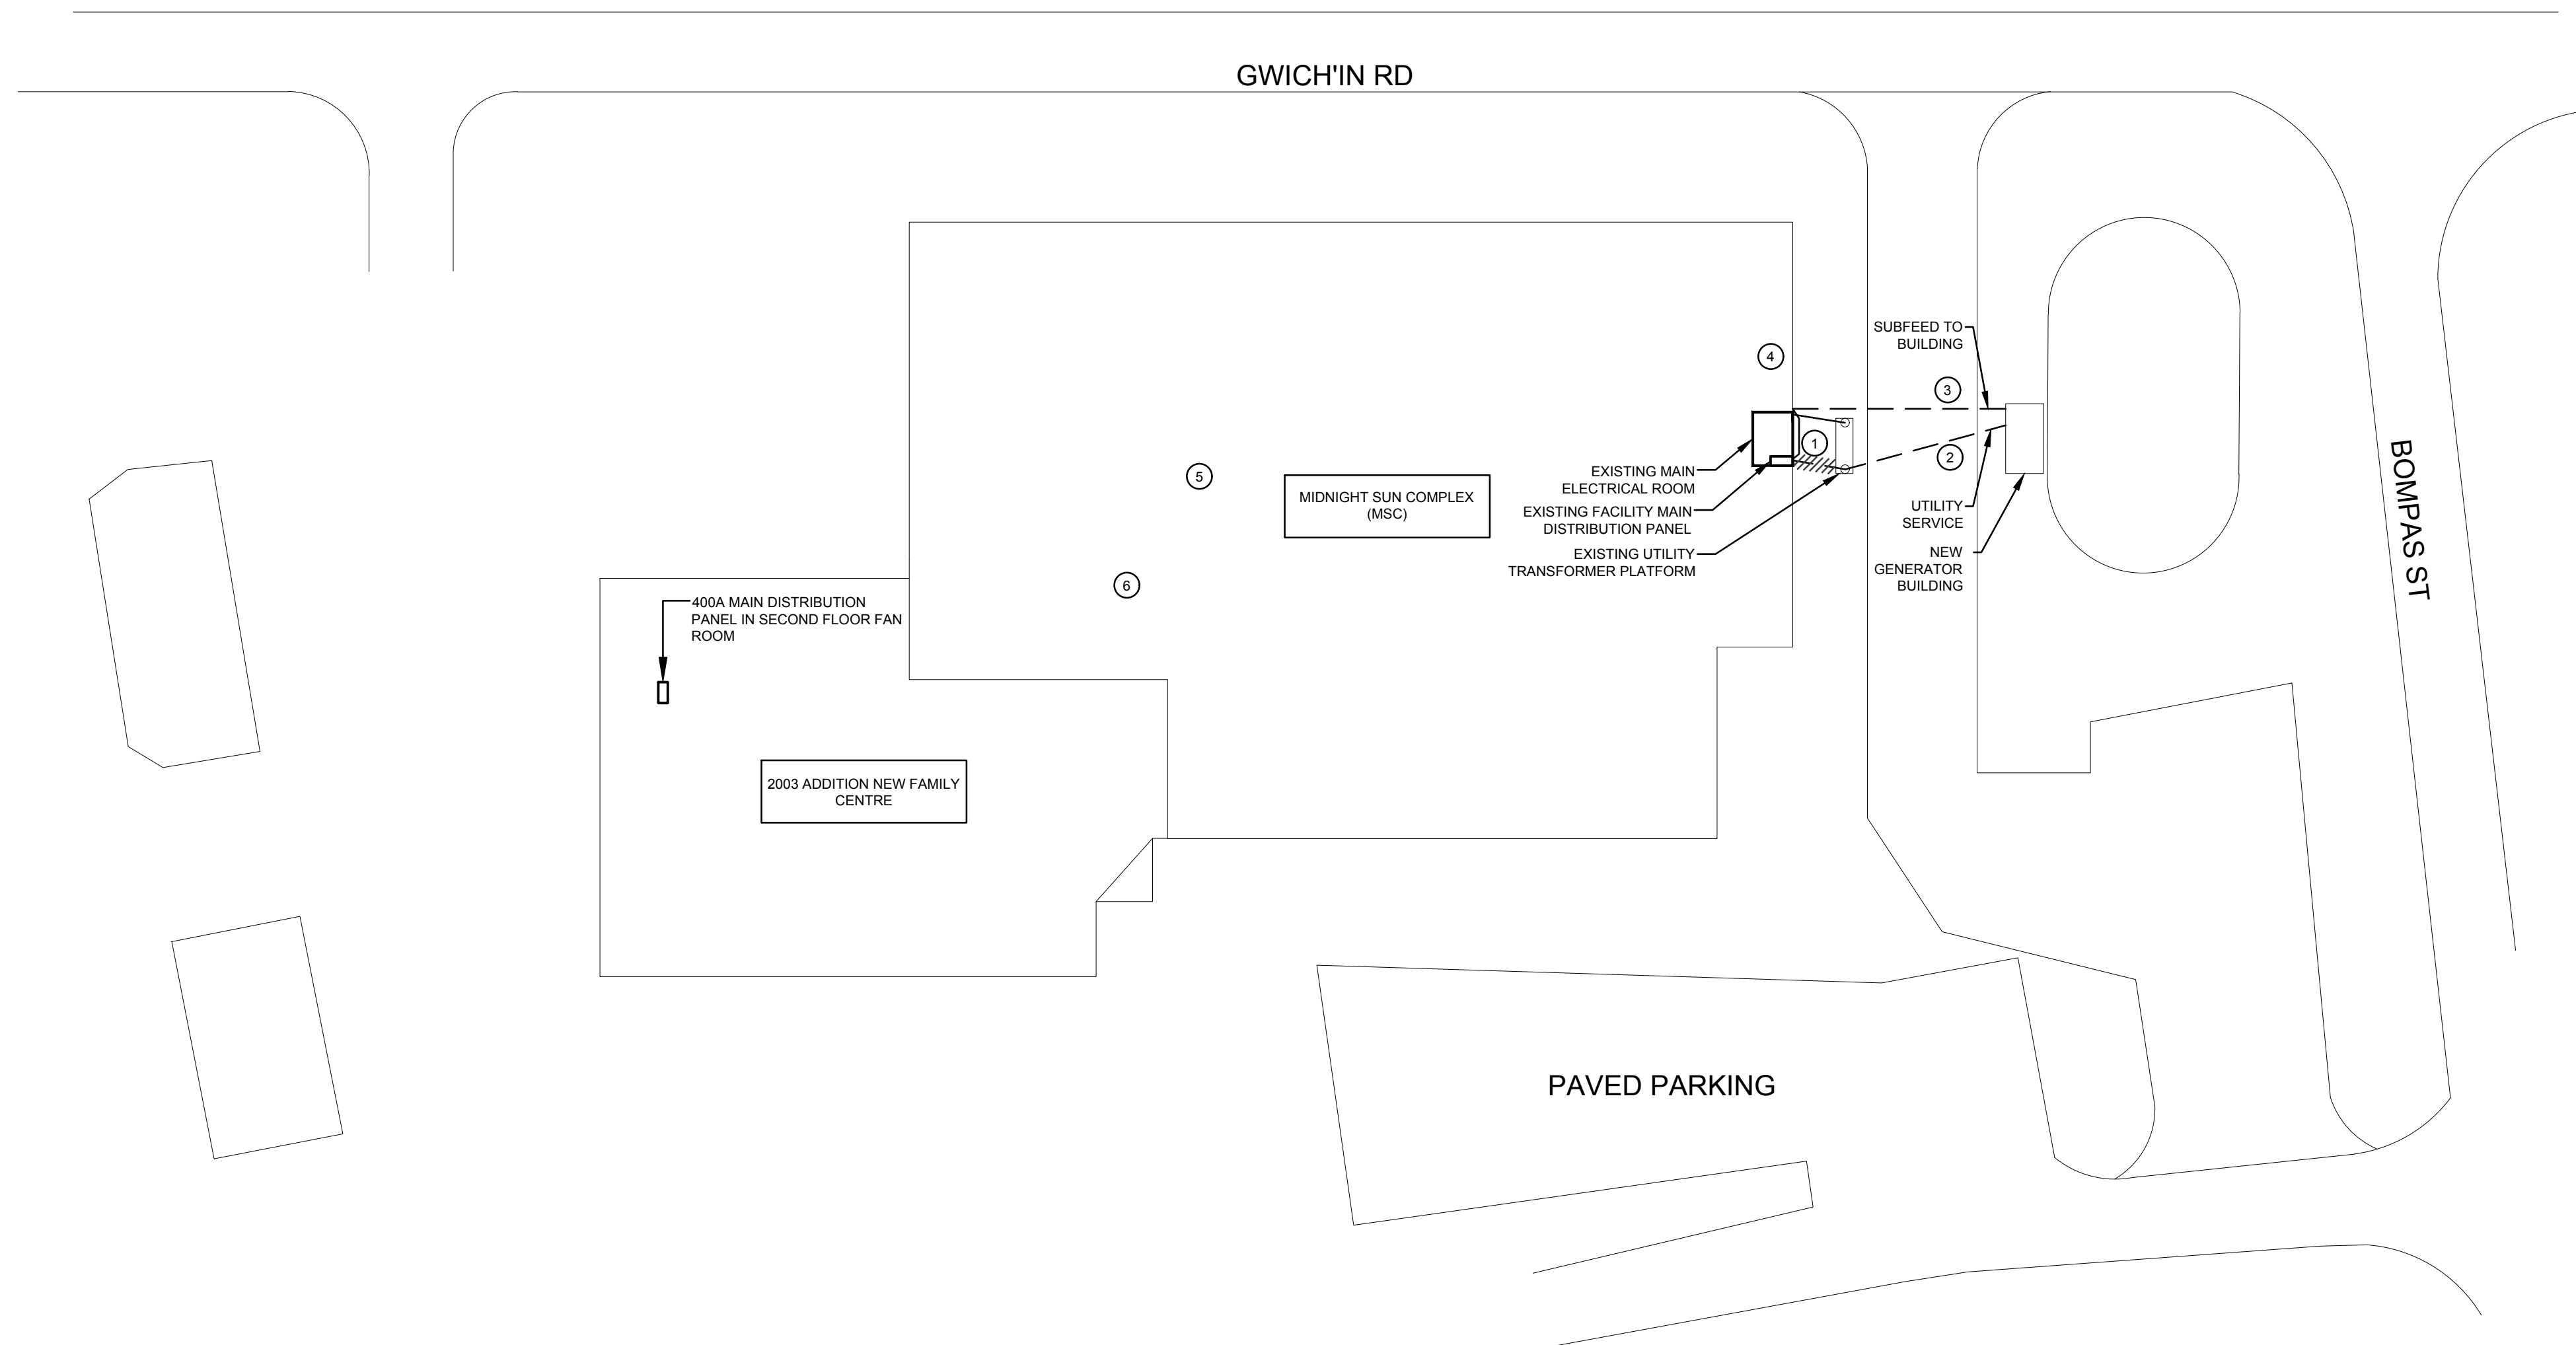 GWICH'IN RD
SUBFEED TO
BUILDING
4
3
1
2
5
EXISTING MAIN
ELECTRICAL ROOM
MIDNIGHT SUN COMPLEX
(MSC)
EXISTING FACILITY MAIN
DISTRIBUTION PANEL
UTILITY
SERVICE
BOMPAS ST
EXISTING UTILITY
TRANSFORMER PLATFORM
NEW
GENERATOR
BUILDING
6
400A MAIN DISTRIBUTION
PANEL IN SECOND FLOOR FAN
ROOM
2003 ADDITION NEW FAMILY
CENTRE
PAVED PARKING